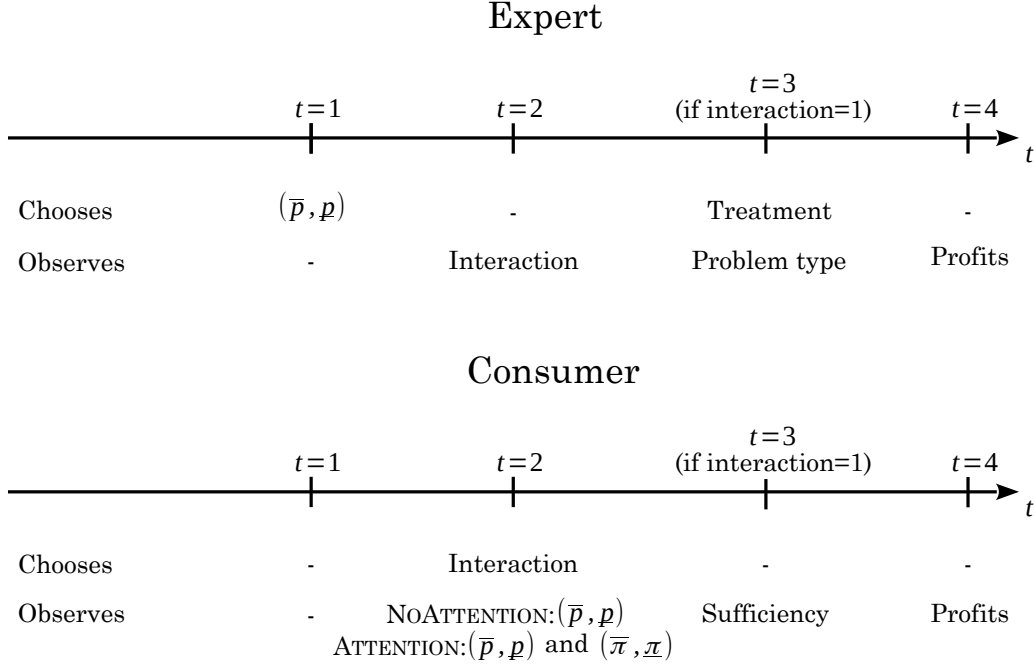 Expert
t=3
t=1 t=2 (if interaction=1) t=4
t
Chooses (p̅,p̲) - Treatment -
Observes - Interaction Problem type Profits
Consumer
t=3
t=1 t=2 (if interaction=1) t=4
t
Chooses - Interaction - -
Observes - NOATTENTION:(p̅,p̲) Sufficiency Profits
ATTENTION:(p̅,p̲) and (π̅,π̲)